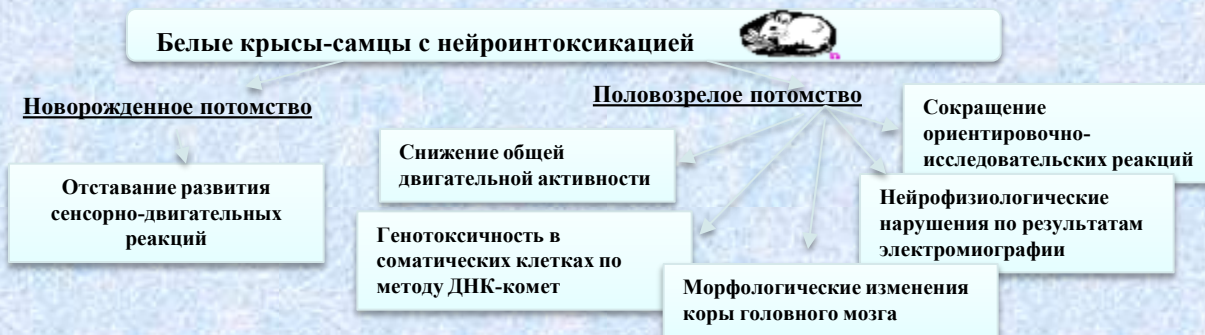 Белые крысы-самцы с нейроинтоксикацией
Новорожденное потомство
Половозрелое потомство
Отставание развития
сенсорно-двигательных
реакций
Снижение общей
двигательной активности
Генотоксичность в
соматических клетках по
методу ДНК-комет
Морфологические изменения
коры головного мозга
Нейрофизиологические
нарушения по результатам
электромиографии
Сокращение
ориентировочно-
исследовательских реакций